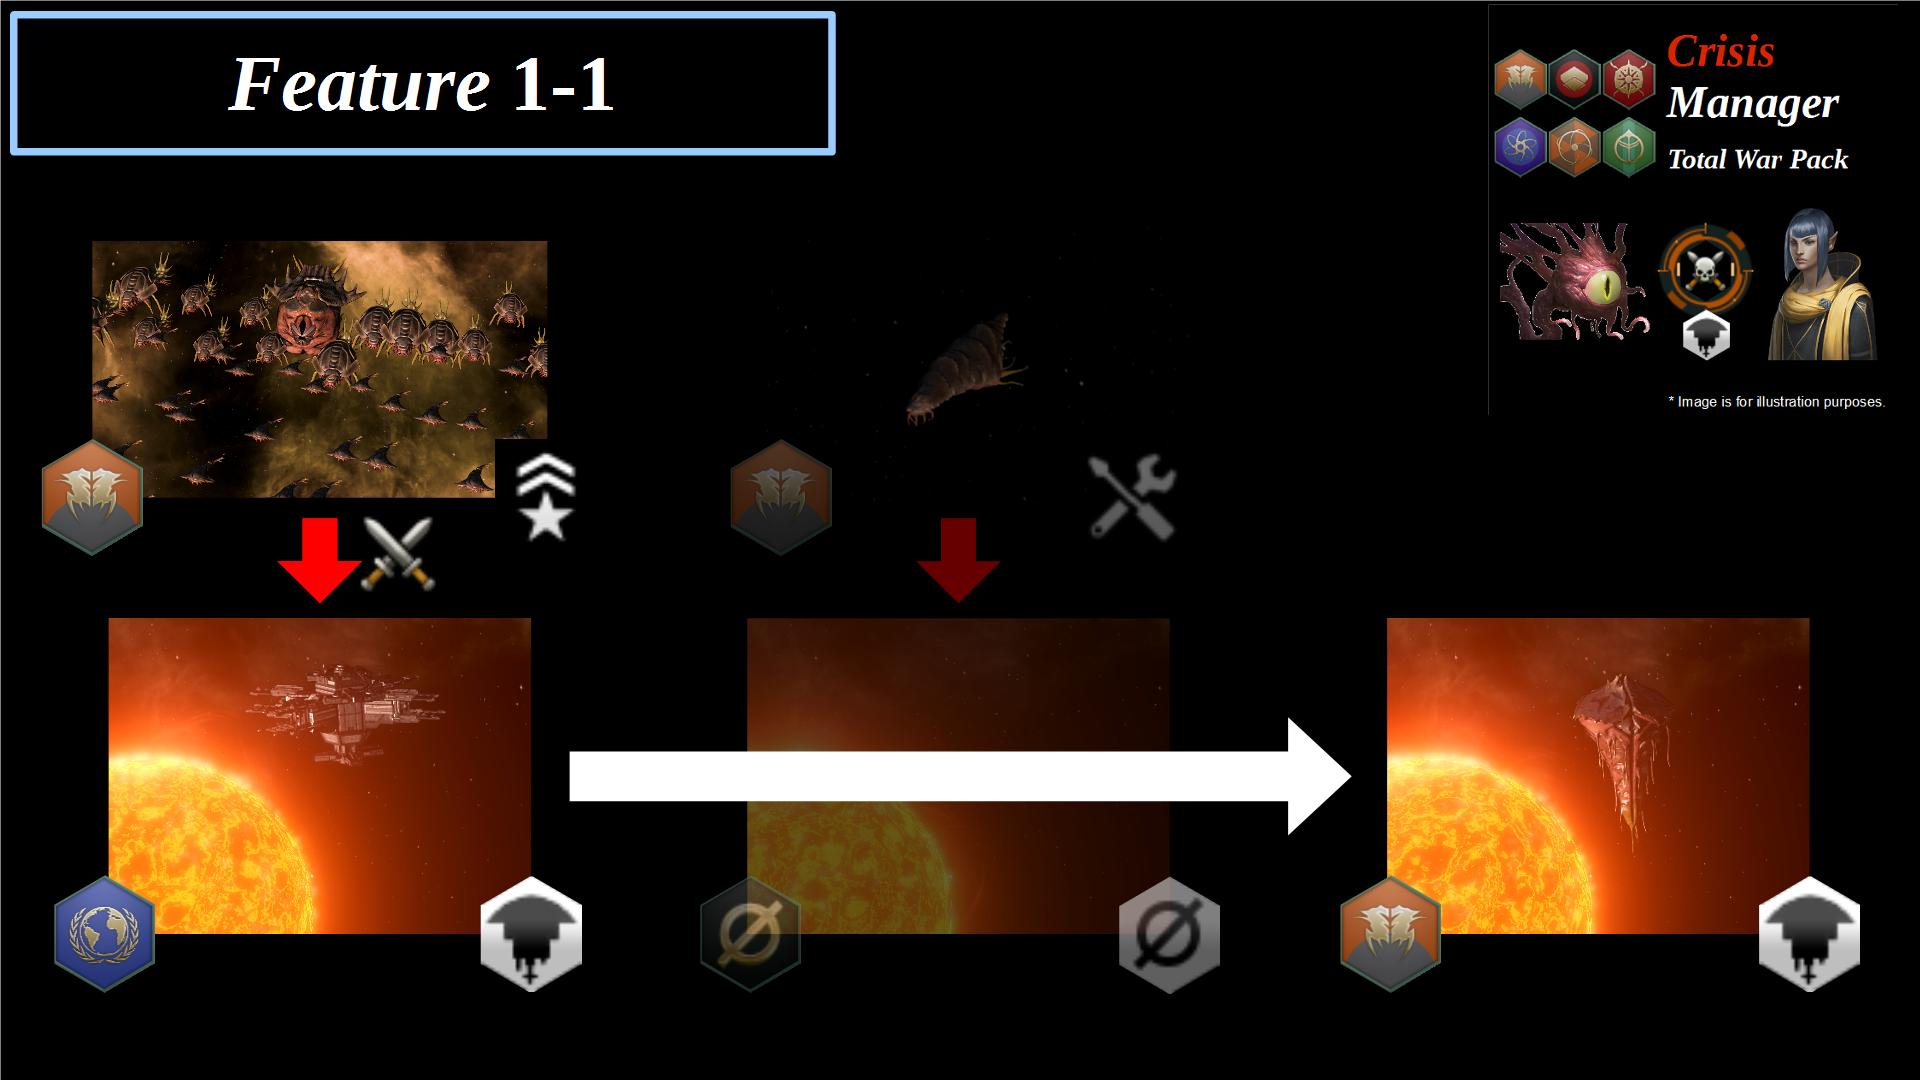 Feature 1-1
Crisis
Manager
Total War Pack
* Image is for illustration purposes.